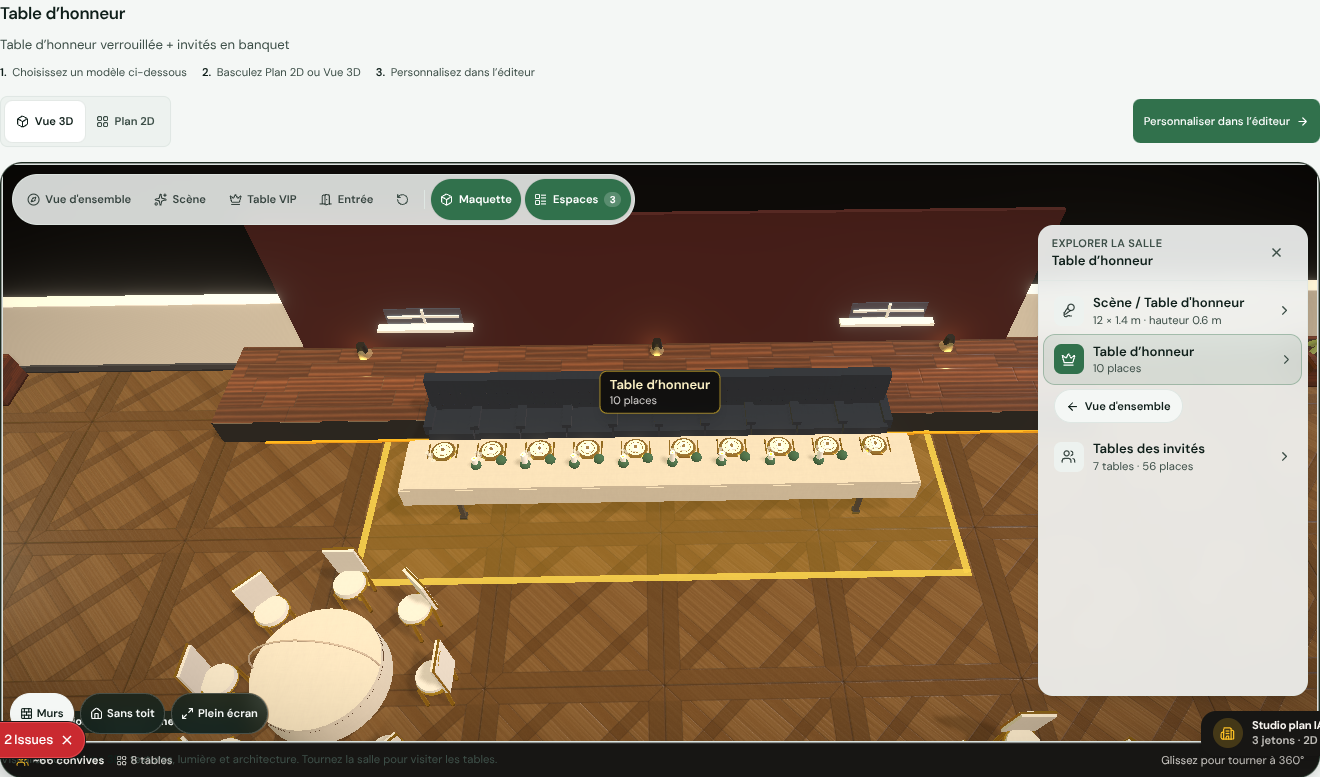 Table d'honneur
Table d'honneur verrouillée + invités en banquet
1. Choisissez un modèle ci-dessous 2. Basculez Plan 2D ou Vue 3D 3. Personnalisez dans l'éditeur
Vue 3D Plan 2D
Personnaliser dans l'éditeur →
Vue d'ensemble Scène Table VIP Entrée Maquette Espaces 3
EXPLORER LA SALLE
Table d'honneur
Scène / Table d'honneur
12 × 1.4 m · hauteur 0.6 m
Table d'honneur
10 places
← Vue d'ensemble
Tables des invités
7 tables · 56 places
Table d'honneur
10 places
Murs Sans toit Plein écran
2 Issues
Studio plan IA
3 jetons · 2D
~66 convives 8 tables
lumière et architecture. Tournez la salle pour visiter les tables.
Glissez pour tourner à 360°